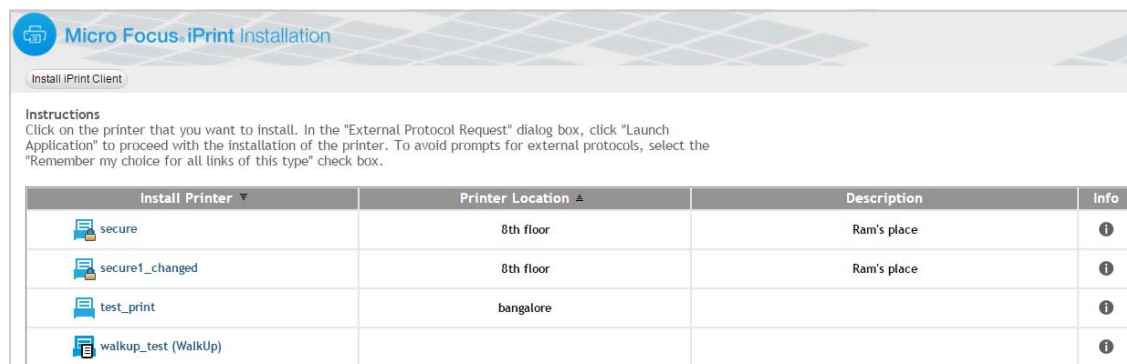 Micro Focus® iPrint Installation
Install iPrint Client
Instructions
Click on the printer that you want to install. In the "External Protocol Request" dialog box, click "Launch
Application" to proceed with the installation of the printer. To avoid prompts for external protocols, select the
"Remember my choice for all links of this type" check box.
Install Printer ▼ Printer Location ▲ Description Info
secure 8th floor Ram's place
secure1_changed 8th floor Ram's place
test_print bangalore
walkup_test (WalkUp)